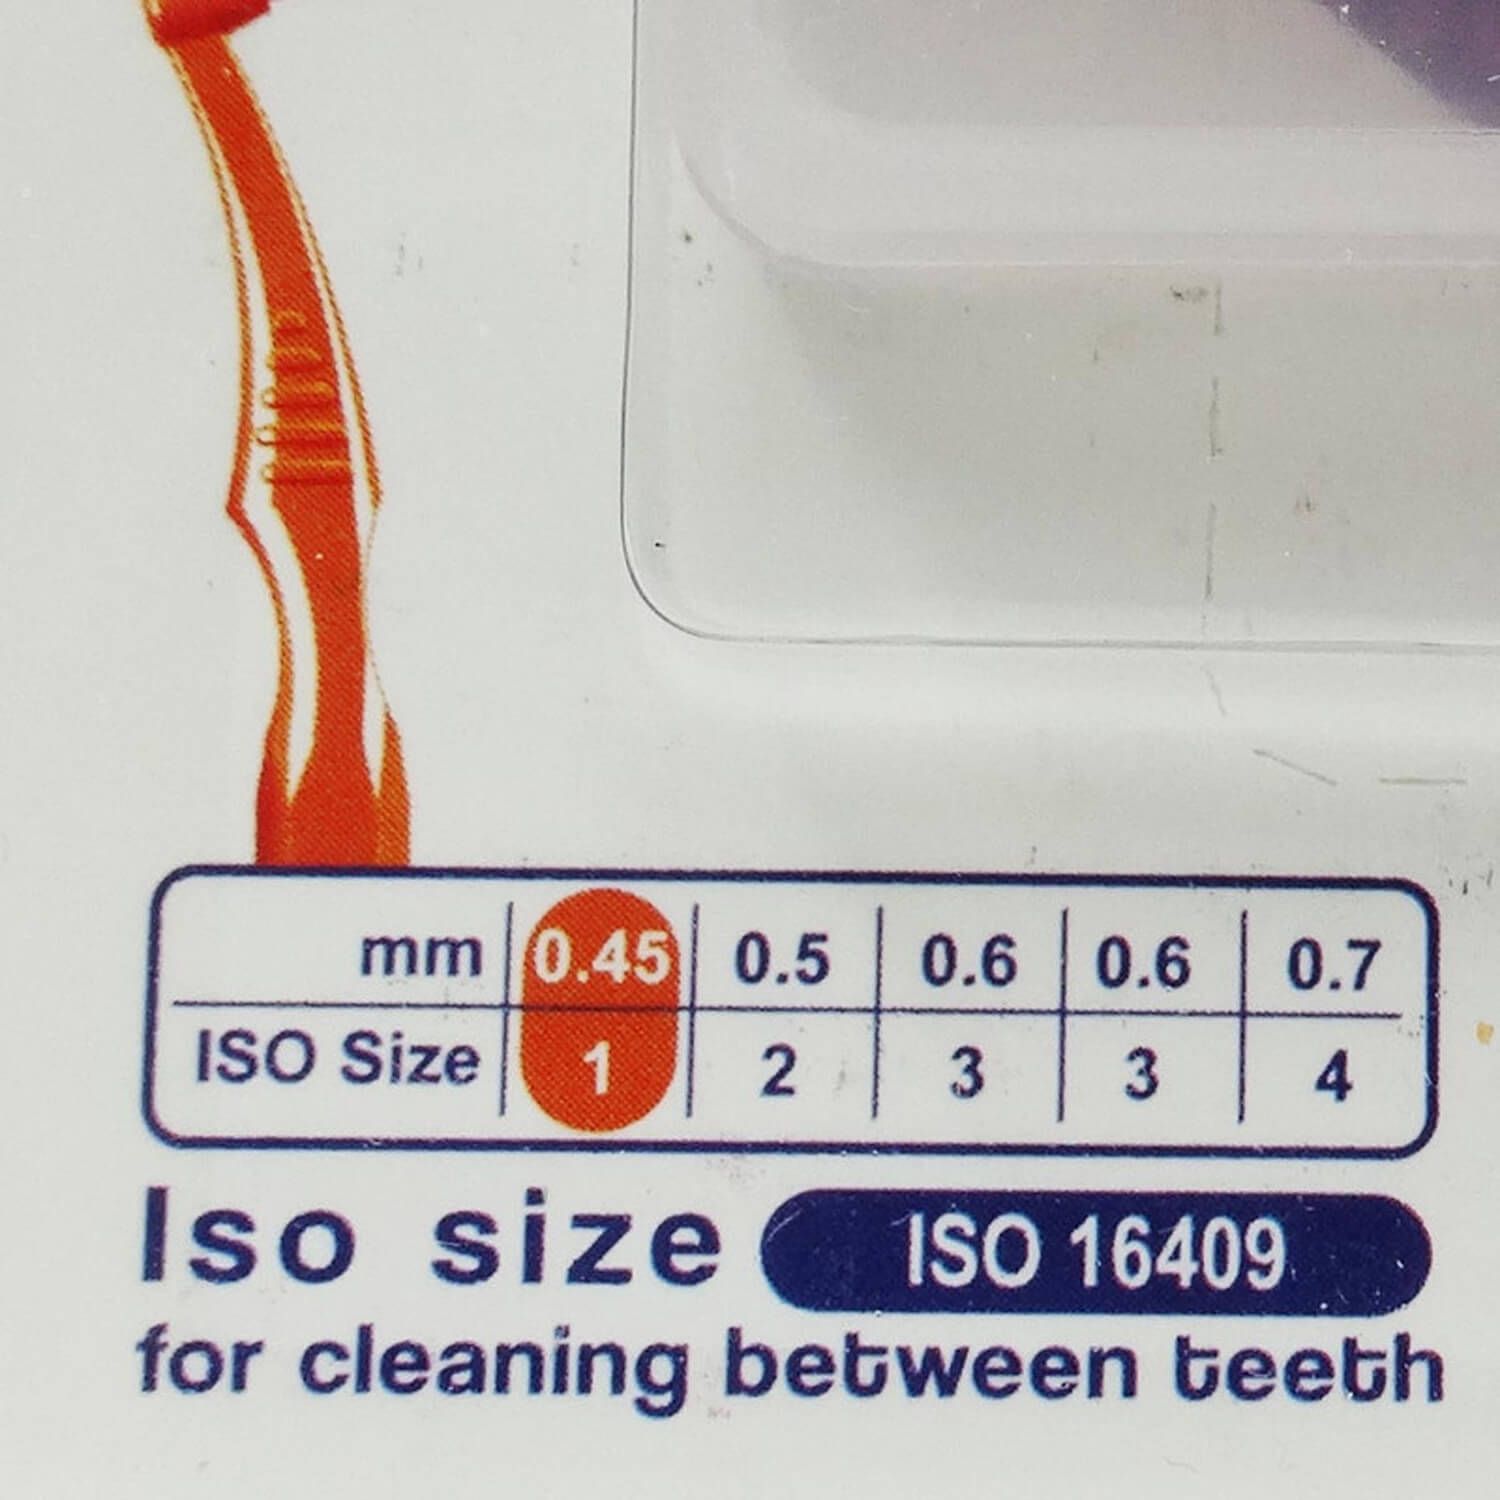 mm 0.45 0.5 0.6 0.6 0.7
ISO Size 1 2 3 3 4
Iso size ISO 16409
for cleaning between teeth